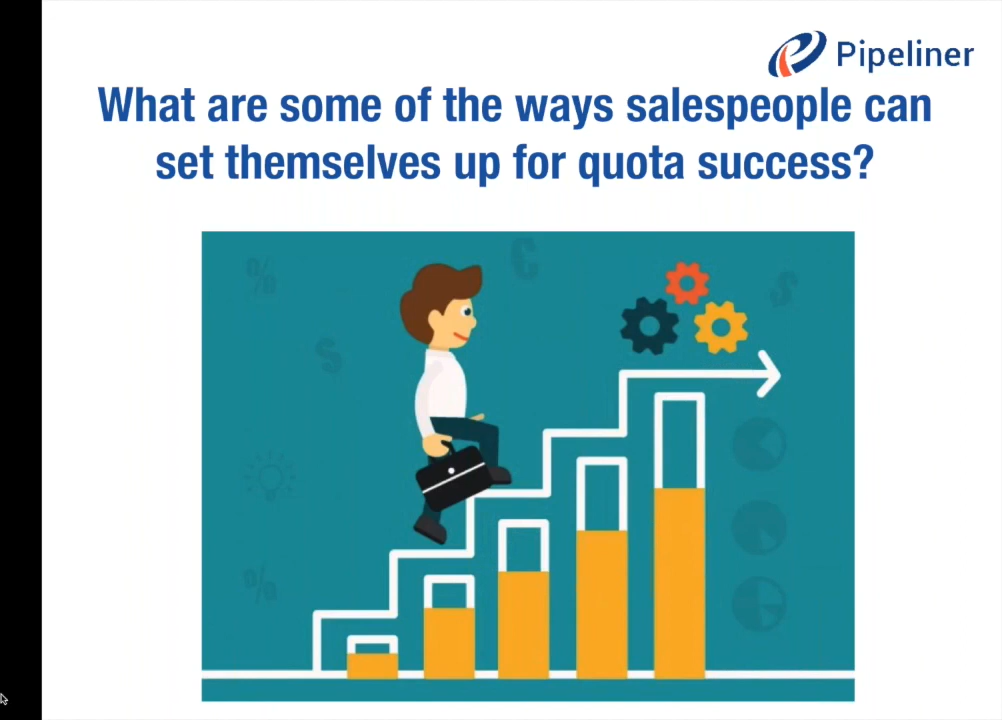 Pipeliner
What are some of the ways salespeople can
set themselves up for quota success?
%
€
$
$
%